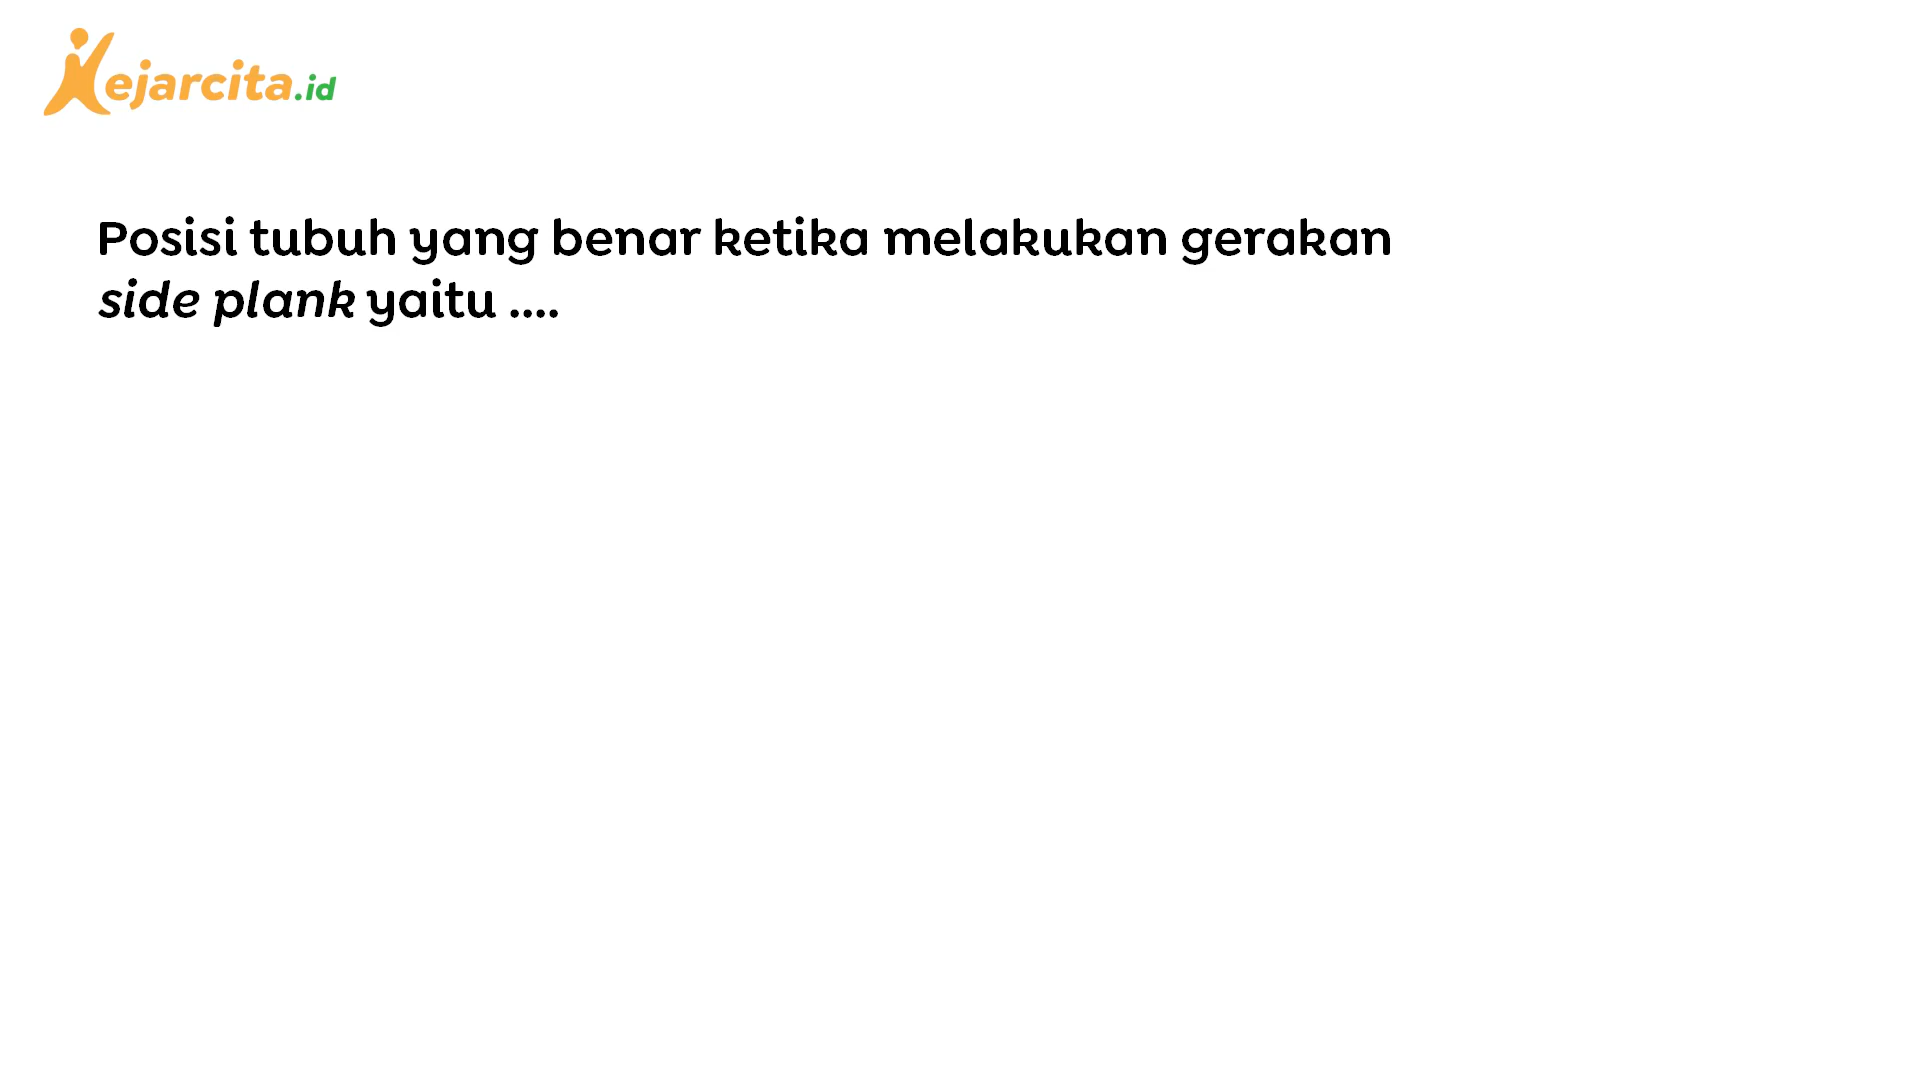 Kejarcita.id
Posisi tubuh yang benar ketika melakukan gerakan
side plank yaitu ....